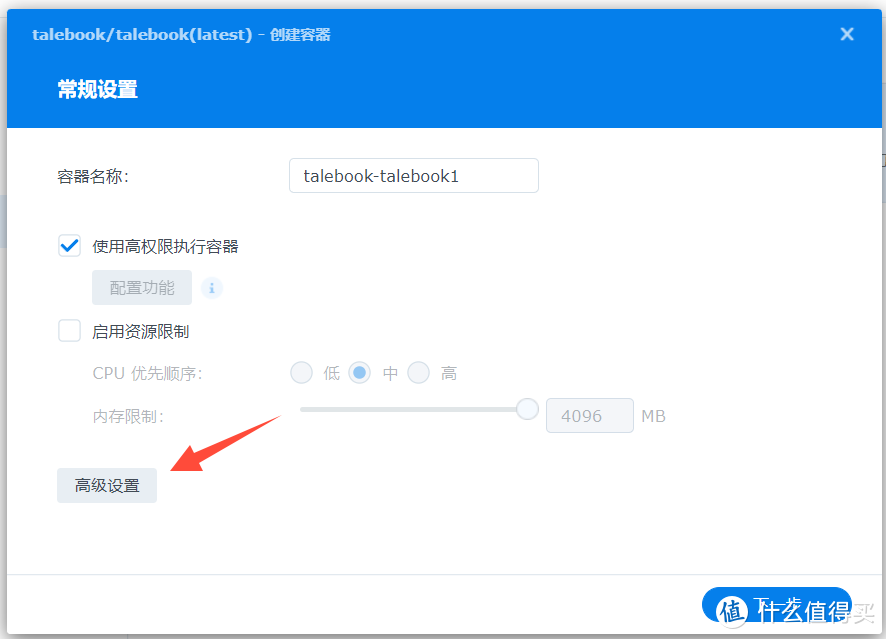 talebook/talebook(latest) - 创建容器
常规设置
容器名称：
talebook-talebook1
使用高权限执行容器
配置功能
启用资源限制
CPU 优先顺序：
低
中
高
内存限制：
4096 MB
高级设置
下一步
值 什么值得买